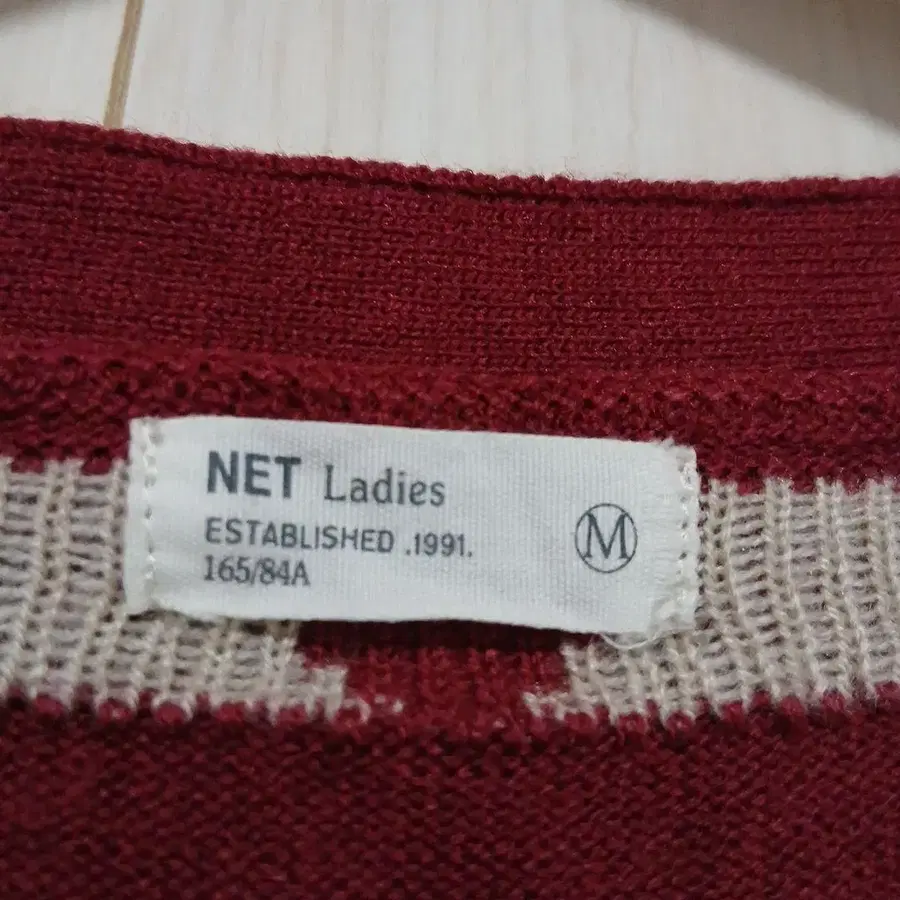 NET Ladies
ESTABLISHED .1991.
165/84A
M